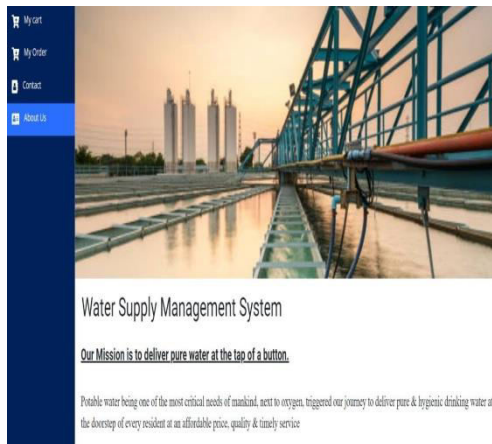 My cart
My Order
Contact
About Us
Water Supply Management System
Our Mission is to deliver pure water at the tap of a button.
Potable water being one of the most critical needs of mankind, next to oxygen, triggered our journey to deliver pure & hygienic drinking water at
the doorstep of every resident at an affordable price, quality & timely service